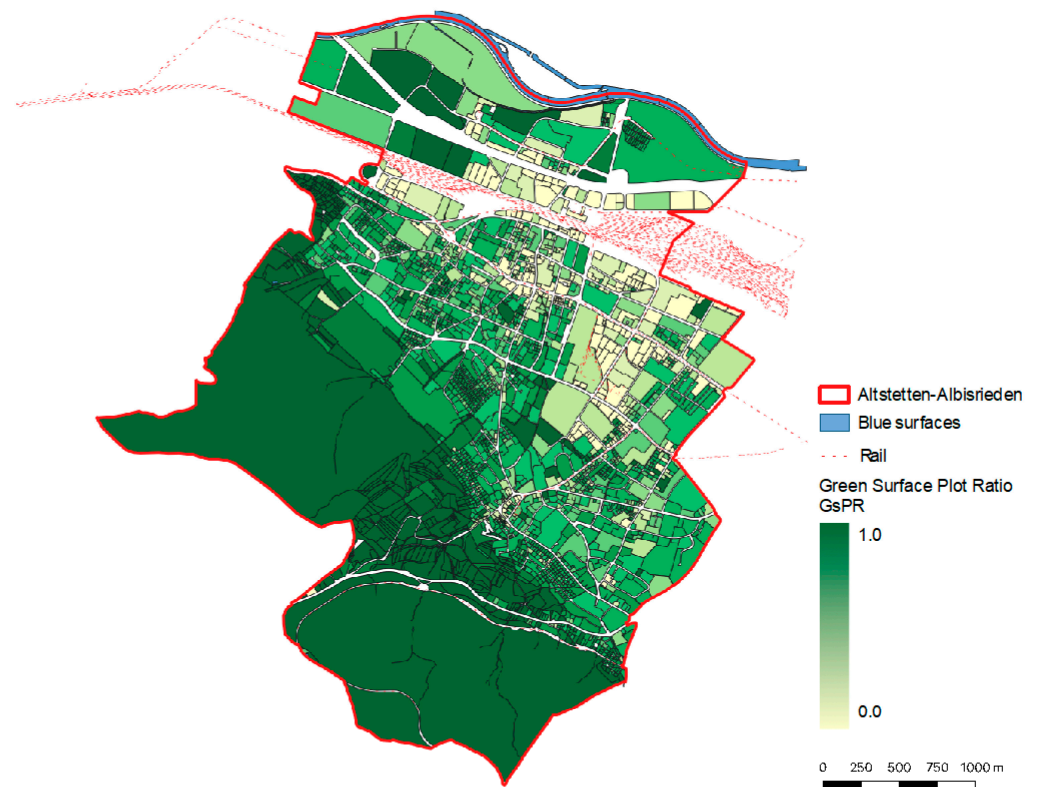 Altstetten-Albisrieden
Blue surfaces
Rail
Green Surface Plot Ratio
GsPR
1.0
0.0
0 250 500 750 1000 m